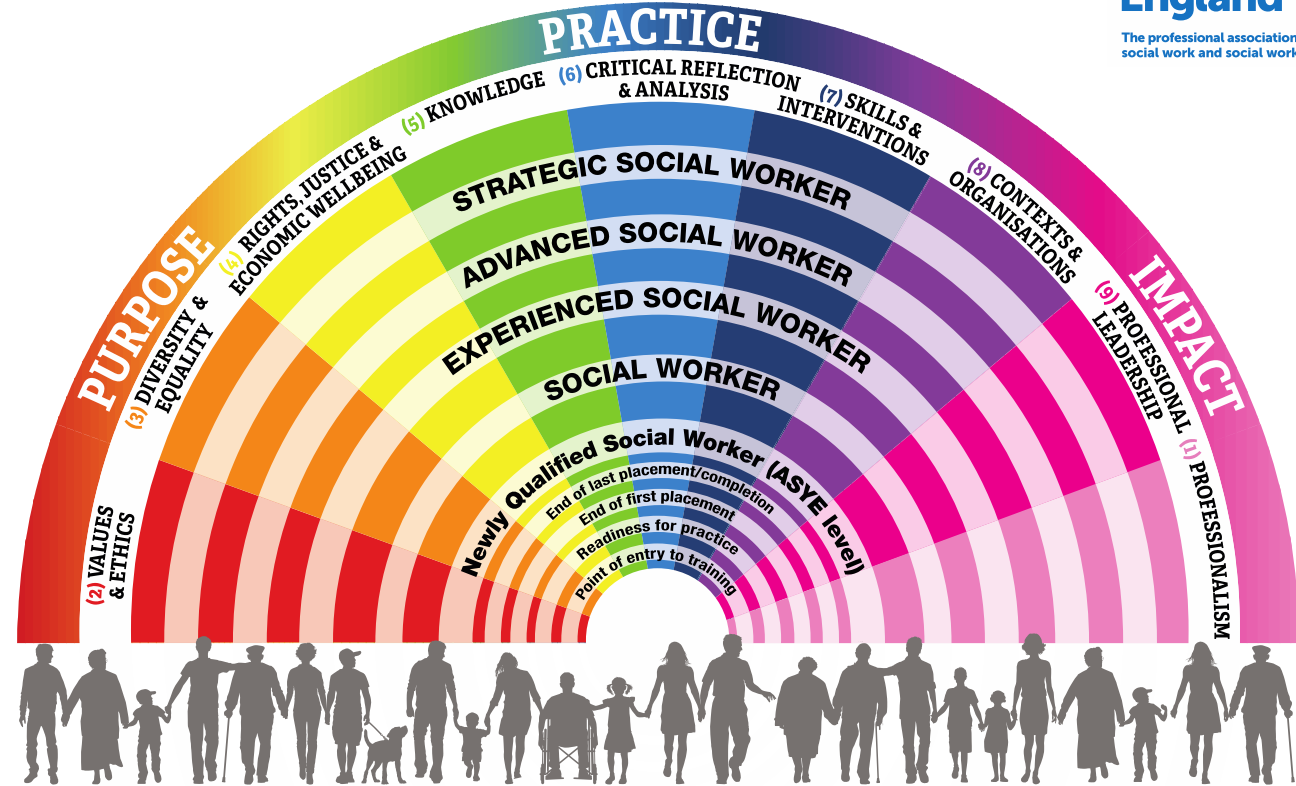 England
The professional association
social work and social work
PURPOSE
PRACTICE
IMPACT
(2) VALUES
& ETHICS
(3) DIVERSITY &
EQUALITY
(4) RIGHTS, JUSTICE &
ECONOMIC WELLBEING
(5) KNOWLEDGE
(6) CRITICAL REFLECTION
& ANALYSIS
(7) SKILLS &
INTERVENTIONS
(8) CONTEXTS &
ORGANISATIONS
(9) PROFESSIONAL
LEADERSHIP
(1) PROFESSIONALISM
STRATEGIC SOCIAL WORKER
ADVANCED SOCIAL WORKER
EXPERIENCED SOCIAL WORKER
SOCIAL WORKER
Newly Qualified Social Worker (ASYE level)
End of last placement/completion
End of first placement
Readiness for practice
Point of entry to training